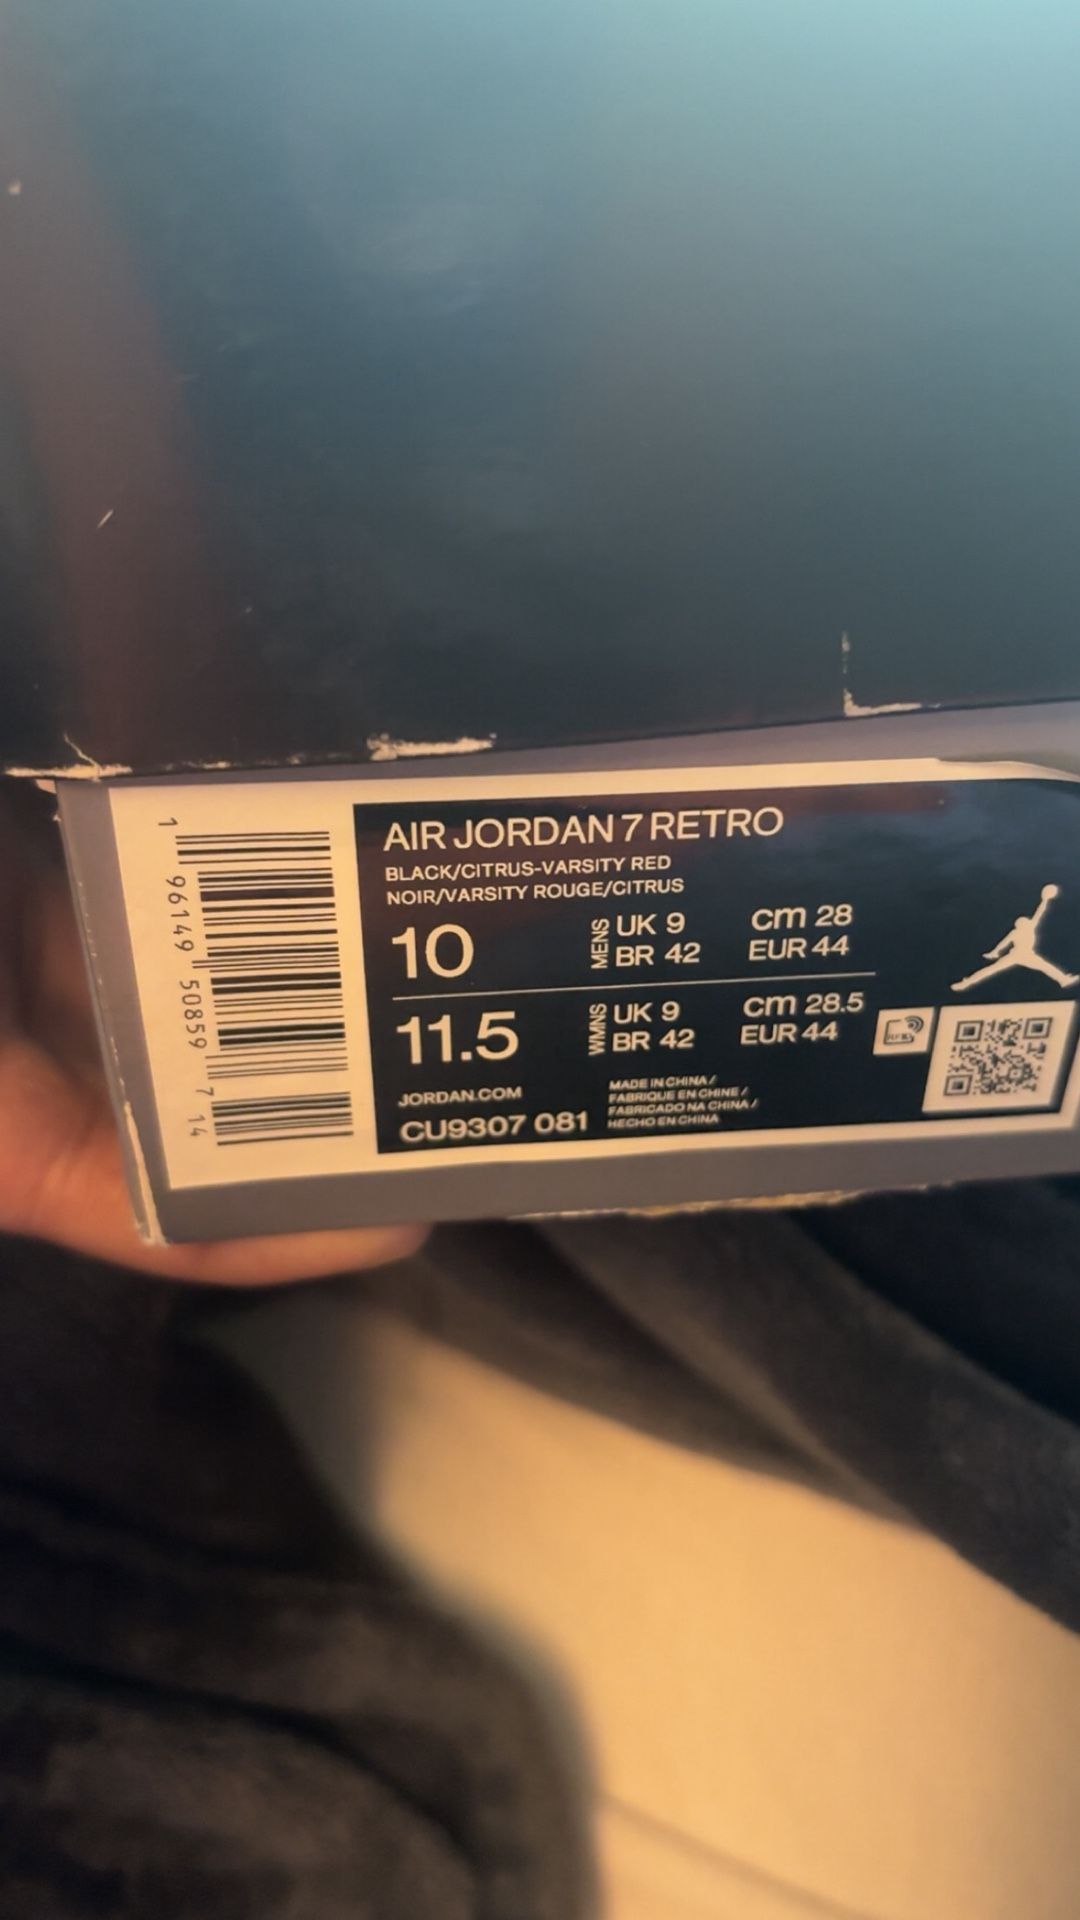 AIR JORDAN 7 RETRO
BLACK/CITRUS-VARSITY RED
NOIR/VARSITY ROUGE/CITRUS
10 MENS UK 9 cm 28
BR 42 EUR 44
11.5 WMNS UK 9 cm 28.5
BR 42 EUR 44
JORDAN.COM
CU9307 081
MADE IN CHINA /
FABRIQUE EN CHINE /
FABRICADO NA CHINA /
HECHO EN CHINA
1 96149 50859 7 14